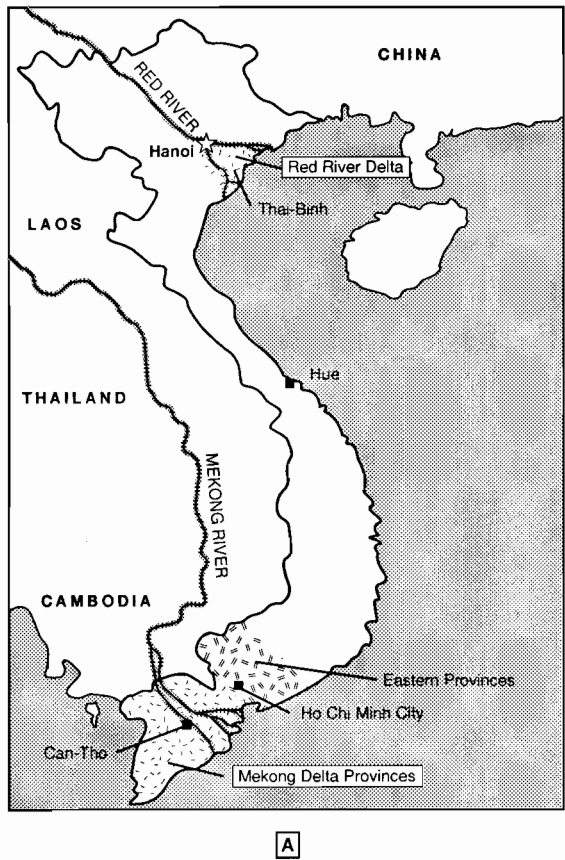 CHINA
RED RIVER
Hanoi
Red River Delta
Thai-Binh
LAOS
Hue
THAILAND
MEKONG RIVER
CAMBODIA
Eastern Provinces
Ho Chi Minh City
Can-Tho
Mekong Delta Provinces
A